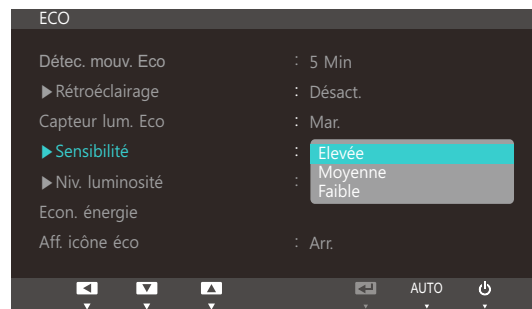 ECO
Détec. mouv. Eco : 5 Min
▶Rétroéclairage : Désact.
Capteur lum. Eco : Mar.
▶Sensibilité : Elevée
Moyenne
▶Niv. luminosité : Faible
Econ. énergie
Aff. icône éco : Arr.
AUTO